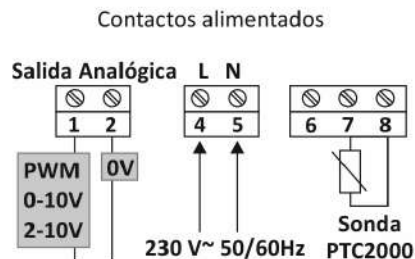 Contactos alimentados
Salida Analógica L N
1 2 4 5 6 7 8
PWM 0V
0-10V
2-10V
230 V~ 50/60Hz
Sonda
PTC2000